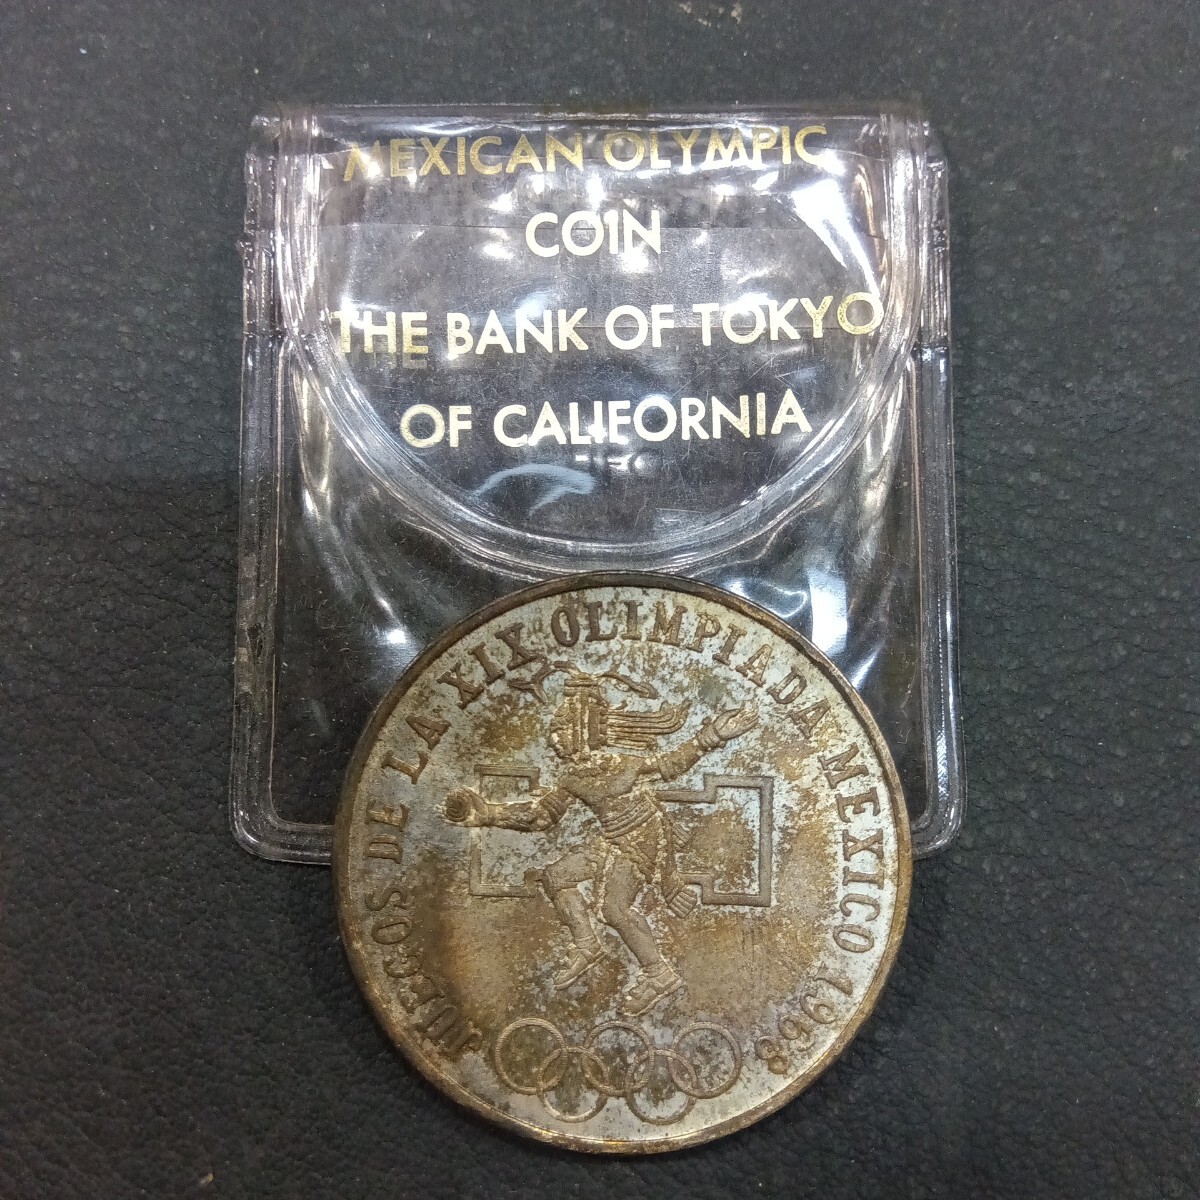 MEXICAN OLYMPIC
COIN
THE BANK OF TOKYO
OF CALIFORNIA
JUEGOS DE LA XIX OLIMPIADA MEXICO 1968